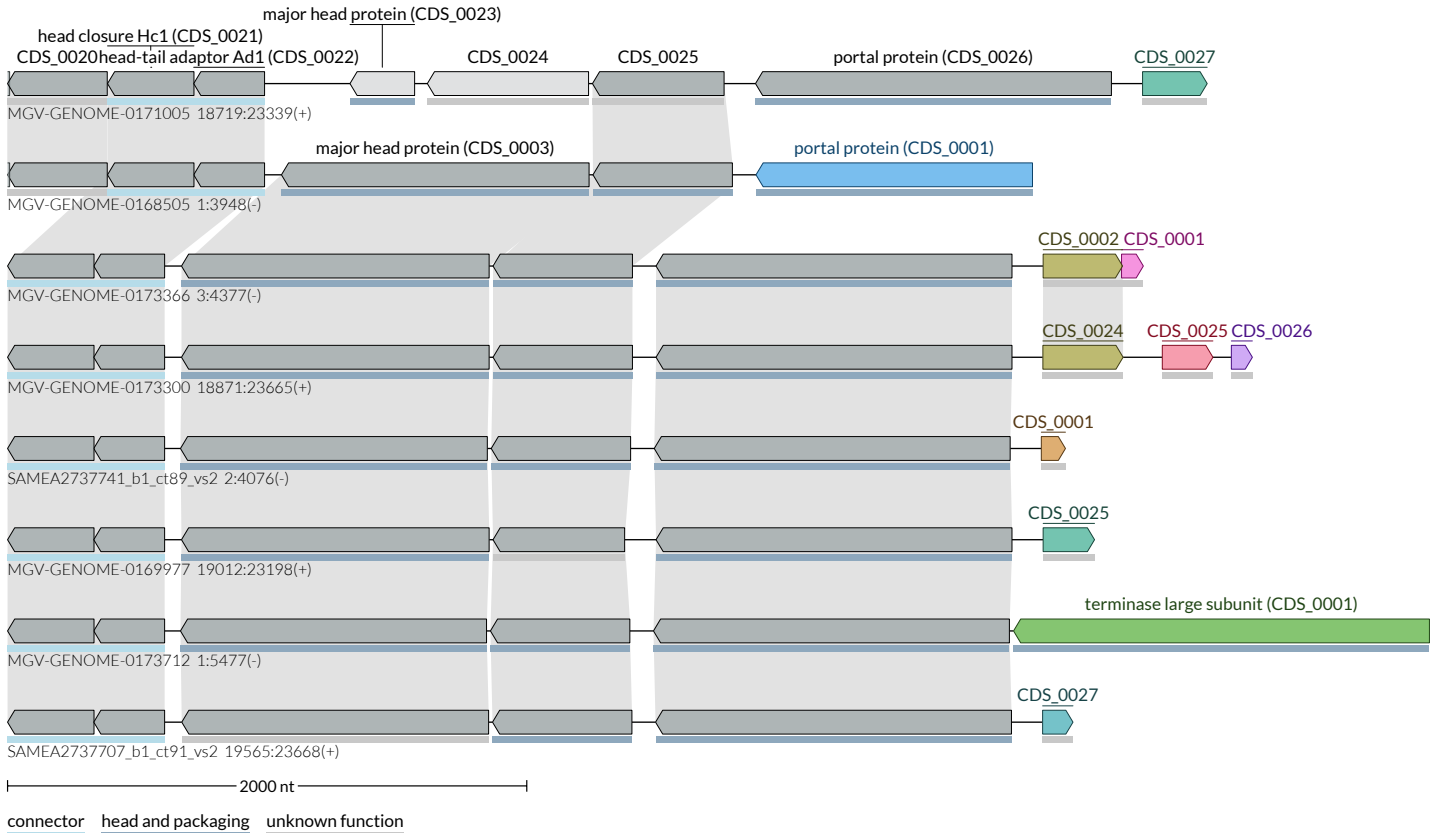 major head protein (CDS_0023)
head closure Hc1 (CDS_0021)
CDS_0020 head-tail adaptor Ad1 (CDS_0022) CDS_0024 CDS_0025 portal protein (CDS_0026) CDS_0027
MGV-GENOME-0171005 18719:23339(+)
major head protein (CDS_0003) portal protein (CDS_0001)
MGV-GENOME-0168505 1:3948(-)
CDS_0002 CDS_0001
MGV-GENOME-0173366 3:4377(-)
CDS_0024 CDS_0025 CDS_0026
MGV-GENOME-0173300 18871:23665(+)
CDS_0001
SAMEA2737741_b1_ct89_vs2 2:4076(-)
CDS_0025
MGV-GENOME-0169977 19012:23198(+)
terminase large subunit (CDS_0001)
MGV-GENOME-0173712 1:5477(-)
CDS_0027
SAMEA2737707_b1_ct91_vs2 19565:23668(+)
2000 nt
connector head and packaging unknown function